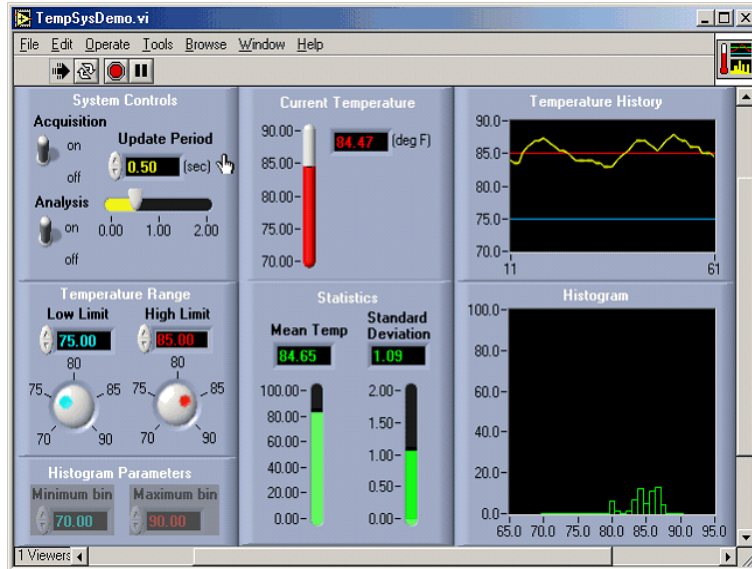 TempSysDemo.vi
File Edit Operate Tools Browse Window Help
System Controls
Acquisition
on
off
Update Period
0.50 (sec)
Analysis
on
off
0.00 1.00 2.00
Current Temperature
90.00
85.00
80.00
75.00
70.00
84.47 (deg F)
Temperature History
90.0
85.0
80.0
75.0
70.0
11 61
Temperature Range
Low Limit High Limit
75.00 85.00
80 80
75 85 75 85
70 90 70 90
Histogram Parameters
Minimum bin Maximum bin
70.00 90.00
Statistics
Mean Temp
84.65
Standard
Deviation
1.09
100.00
80.00
60.00
40.00
20.00
0.00
2.00
1.50
1.00
0.50
0.00
Histogram
100.0
80.0
60.0
40.0
20.0
0.0
65.0 70.0 75.0 80.0 85.0 90.0 95.0
1 Viewers